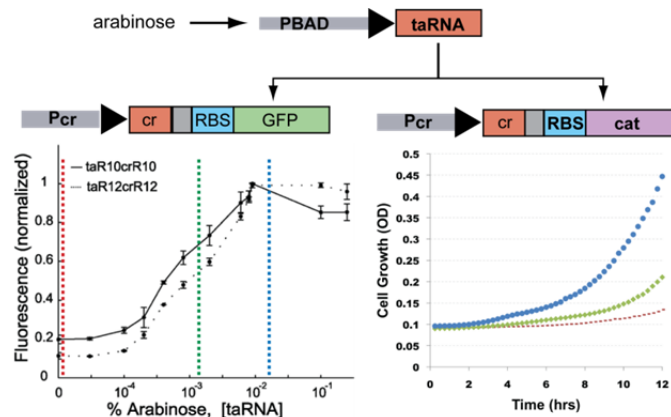 arabinose PBAD taRNA
Pcr cr RBS GFP
Pcr cr RBS cat
taR10crR10
taR12crR12
Fluorescence (normalized)
1
0.8
0.6
0.4
0.2
0
0 10⁻⁴ 10⁻³ 10⁻² 10⁻¹
% Arabinose, [taRNA]
Cell Growth (OD)
0.5
0.45
0.4
0.35
0.3
0.25
0.2
0.15
0.1
0.05
0
0 2 4 6 8 10 12
Time (hrs)